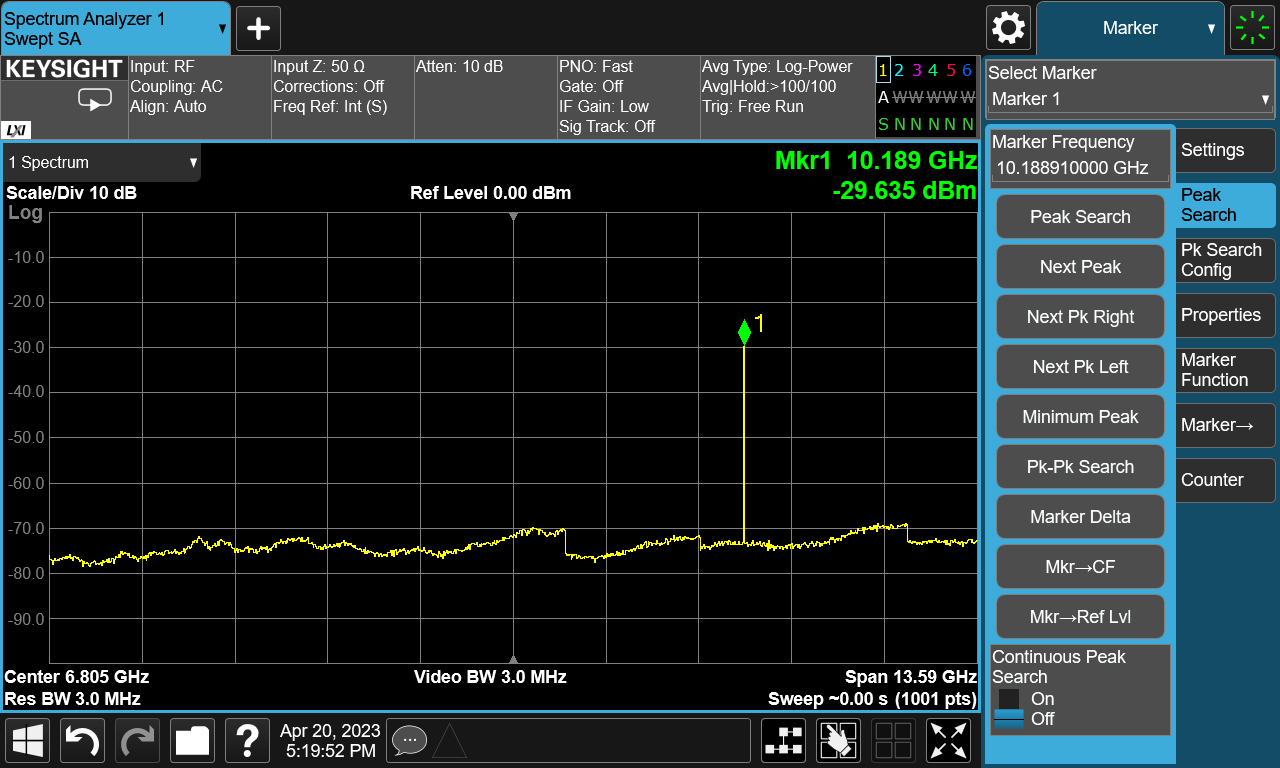 Spectrum Analyzer 1
Swept SA
Marker
KEYSIGHT
LXI
Input: RF
Coupling: AC
Align: Auto
Input Z: 50 Ω
Corrections: Off
Freq Ref: Int (S)
Atten: 10 dB
PNO: Fast
Gate: Off
IF Gain: Low
Sig Track: Off
Avg Type: Log-Power
Avg|Hold:>100/100
Trig: Free Run
1 2 3 4 5 6
A W W W W W
S N N N N N
Select Marker
Marker 1
1 Spectrum
Mkr1 10.189 GHz
-29.635 dBm
Scale/Div 10 dB
Ref Level 0.00 dBm
Log
-10.0
-20.0
-30.0
-40.0
-50.0
-60.0
-70.0
-80.0
-90.0
1
Center 6.805 GHz
Video BW 3.0 MHz
Span 13.59 GHz
Res BW 3.0 MHz
Sweep ~0.00 s (1001 pts)
Marker Frequency
10.188910000 GHz
Peak Search
Next Peak
Next Pk Right
Next Pk Left
Minimum Peak
Pk-Pk Search
Marker Delta
Mkr→CF
Mkr→Ref Lvl
Continuous Peak
Search
On
Off
Settings
Peak
Search
Pk Search
Config
Properties
Marker
Function
Marker→
Counter
?
Apr 20, 2023
5:19:52 PM